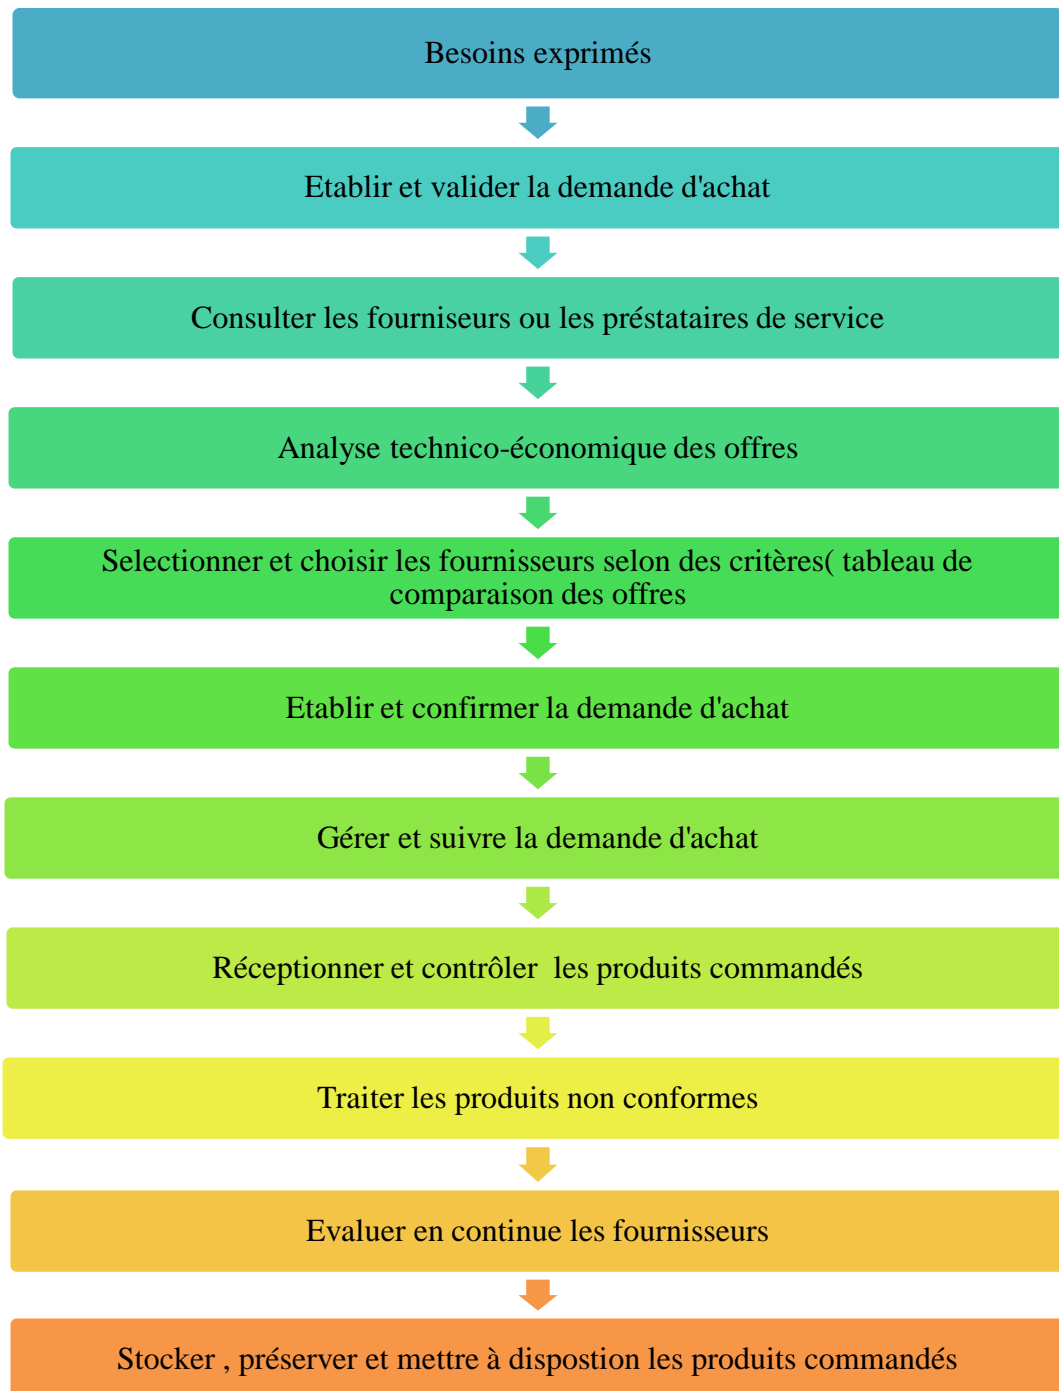 Besoins exprimés
Etablir et valider la demande d'achat
Consulter les fourniseurs ou les préstataires de service
Analyse technico-économique des offres
Selectionner et choisir les fournisseurs selon des critères( tableau de
comparaison des offres
Etablir et confirmer la demande d'achat
Gérer et suivre la demande d'achat
Réceptionner et contrôler les produits commandés
Traiter les produits non conformes
Evaluer en continue les fournisseurs
Stocker , préserver et mettre à dispostion les produits commandés